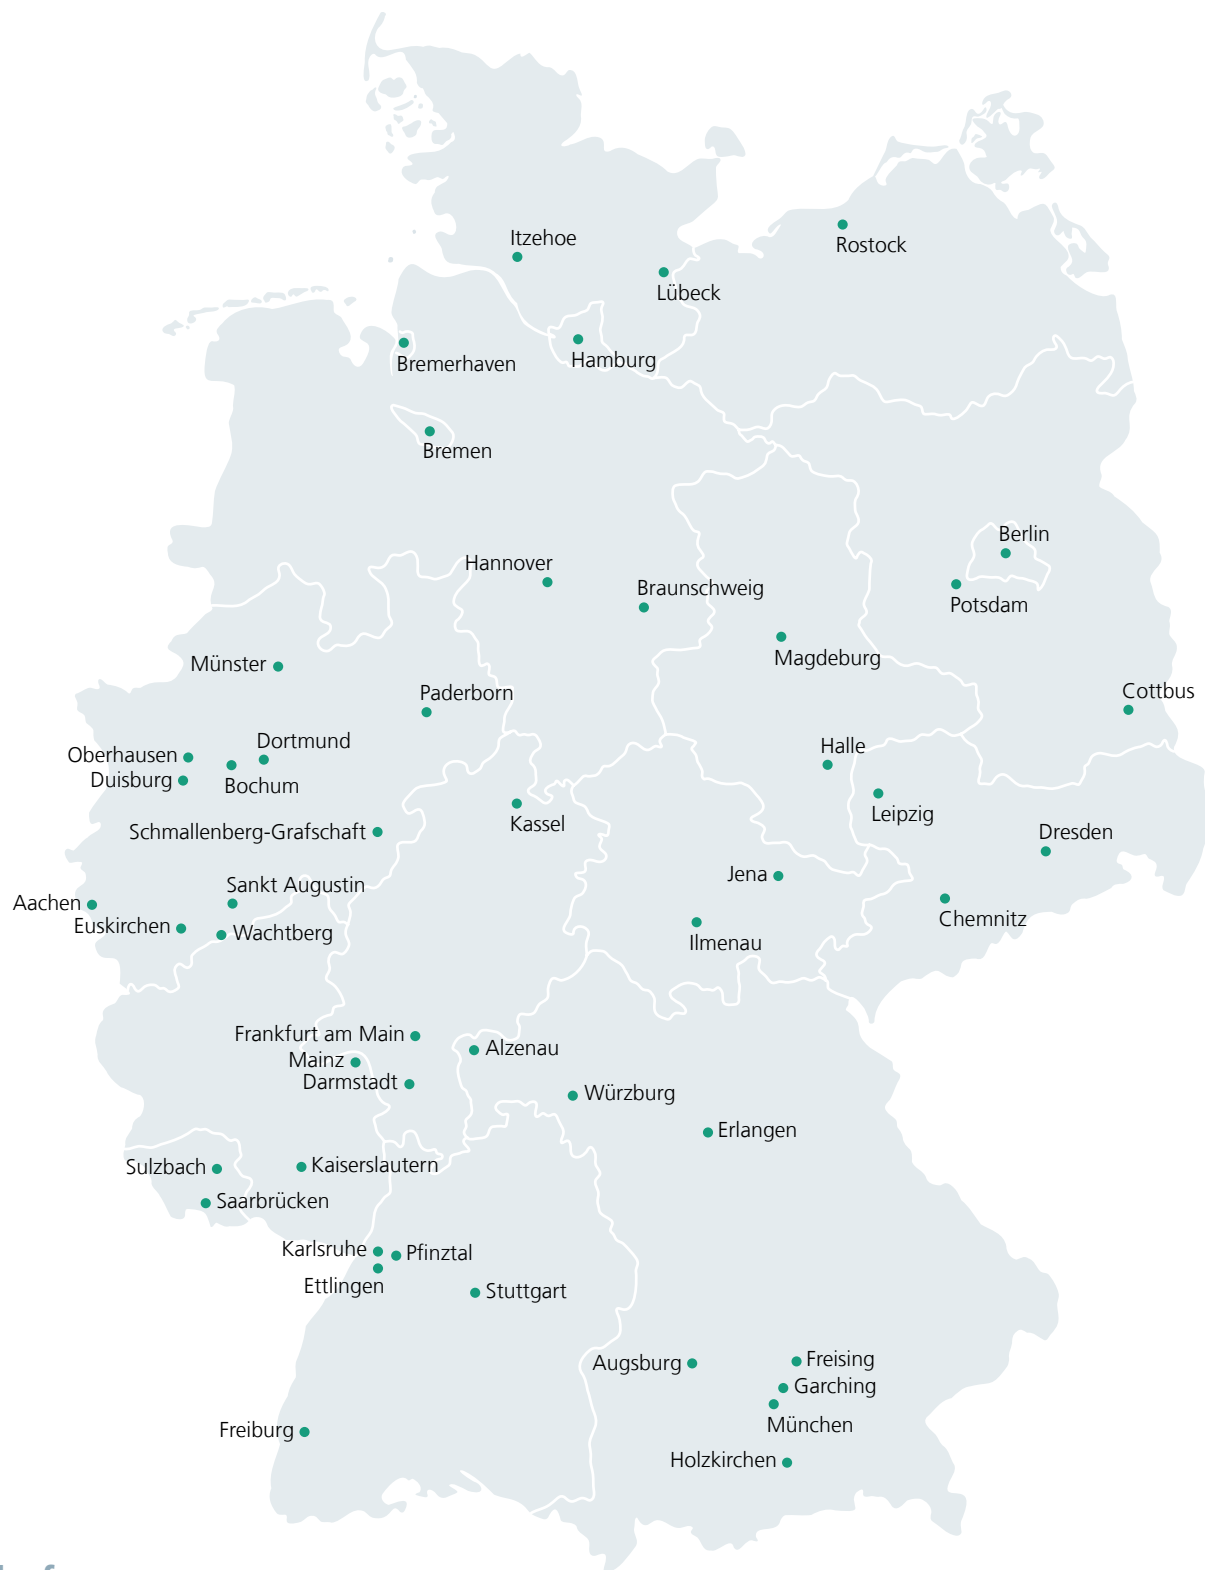 Itzehoe
Rostock
Lübeck
Bremerhaven
Hamburg
Bremen
Berlin
Hannover
Braunschweig
Potsdam
Magdeburg
Münster
Paderborn
Cottbus
Dortmund
Halle
Oberhausen
Duisburg
Bochum
Leipzig
Kassel
Schmallenberg-Grafschaft
Dresden
Jena
Sankt Augustin
Aachen
Chemnitz
Euskirchen
Wachtberg
Ilmenau
Frankfurt am Main
Alzenau
Mainz
Darmstadt
Würzburg
Erlangen
Kaiserslautern
Sulzbach
Saarbrücken
Karlsruhe
Pfinztal
Ettlingen
Stuttgart
Freising
Augsburg
Garching
München
Freiburg
Holzkirchen